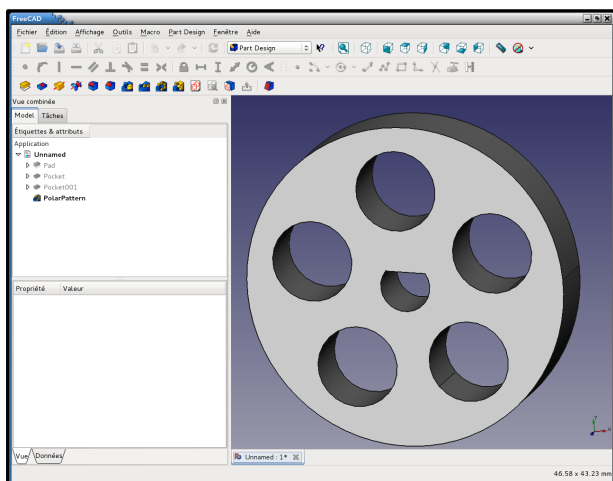 FreeCAD
Fichier Édition Affichage Outils Macro Part Design Fenêtre Aide
Part Design
Vue combinée
Model Tâches
Étiquettes & attributs
Application
Unnamed
Pad
Pocket
Pocket001
PolarPattern
Propriété Valeur
Y
X
Vue Données
Unnamed : 1*
46.58 x 43.23 mm